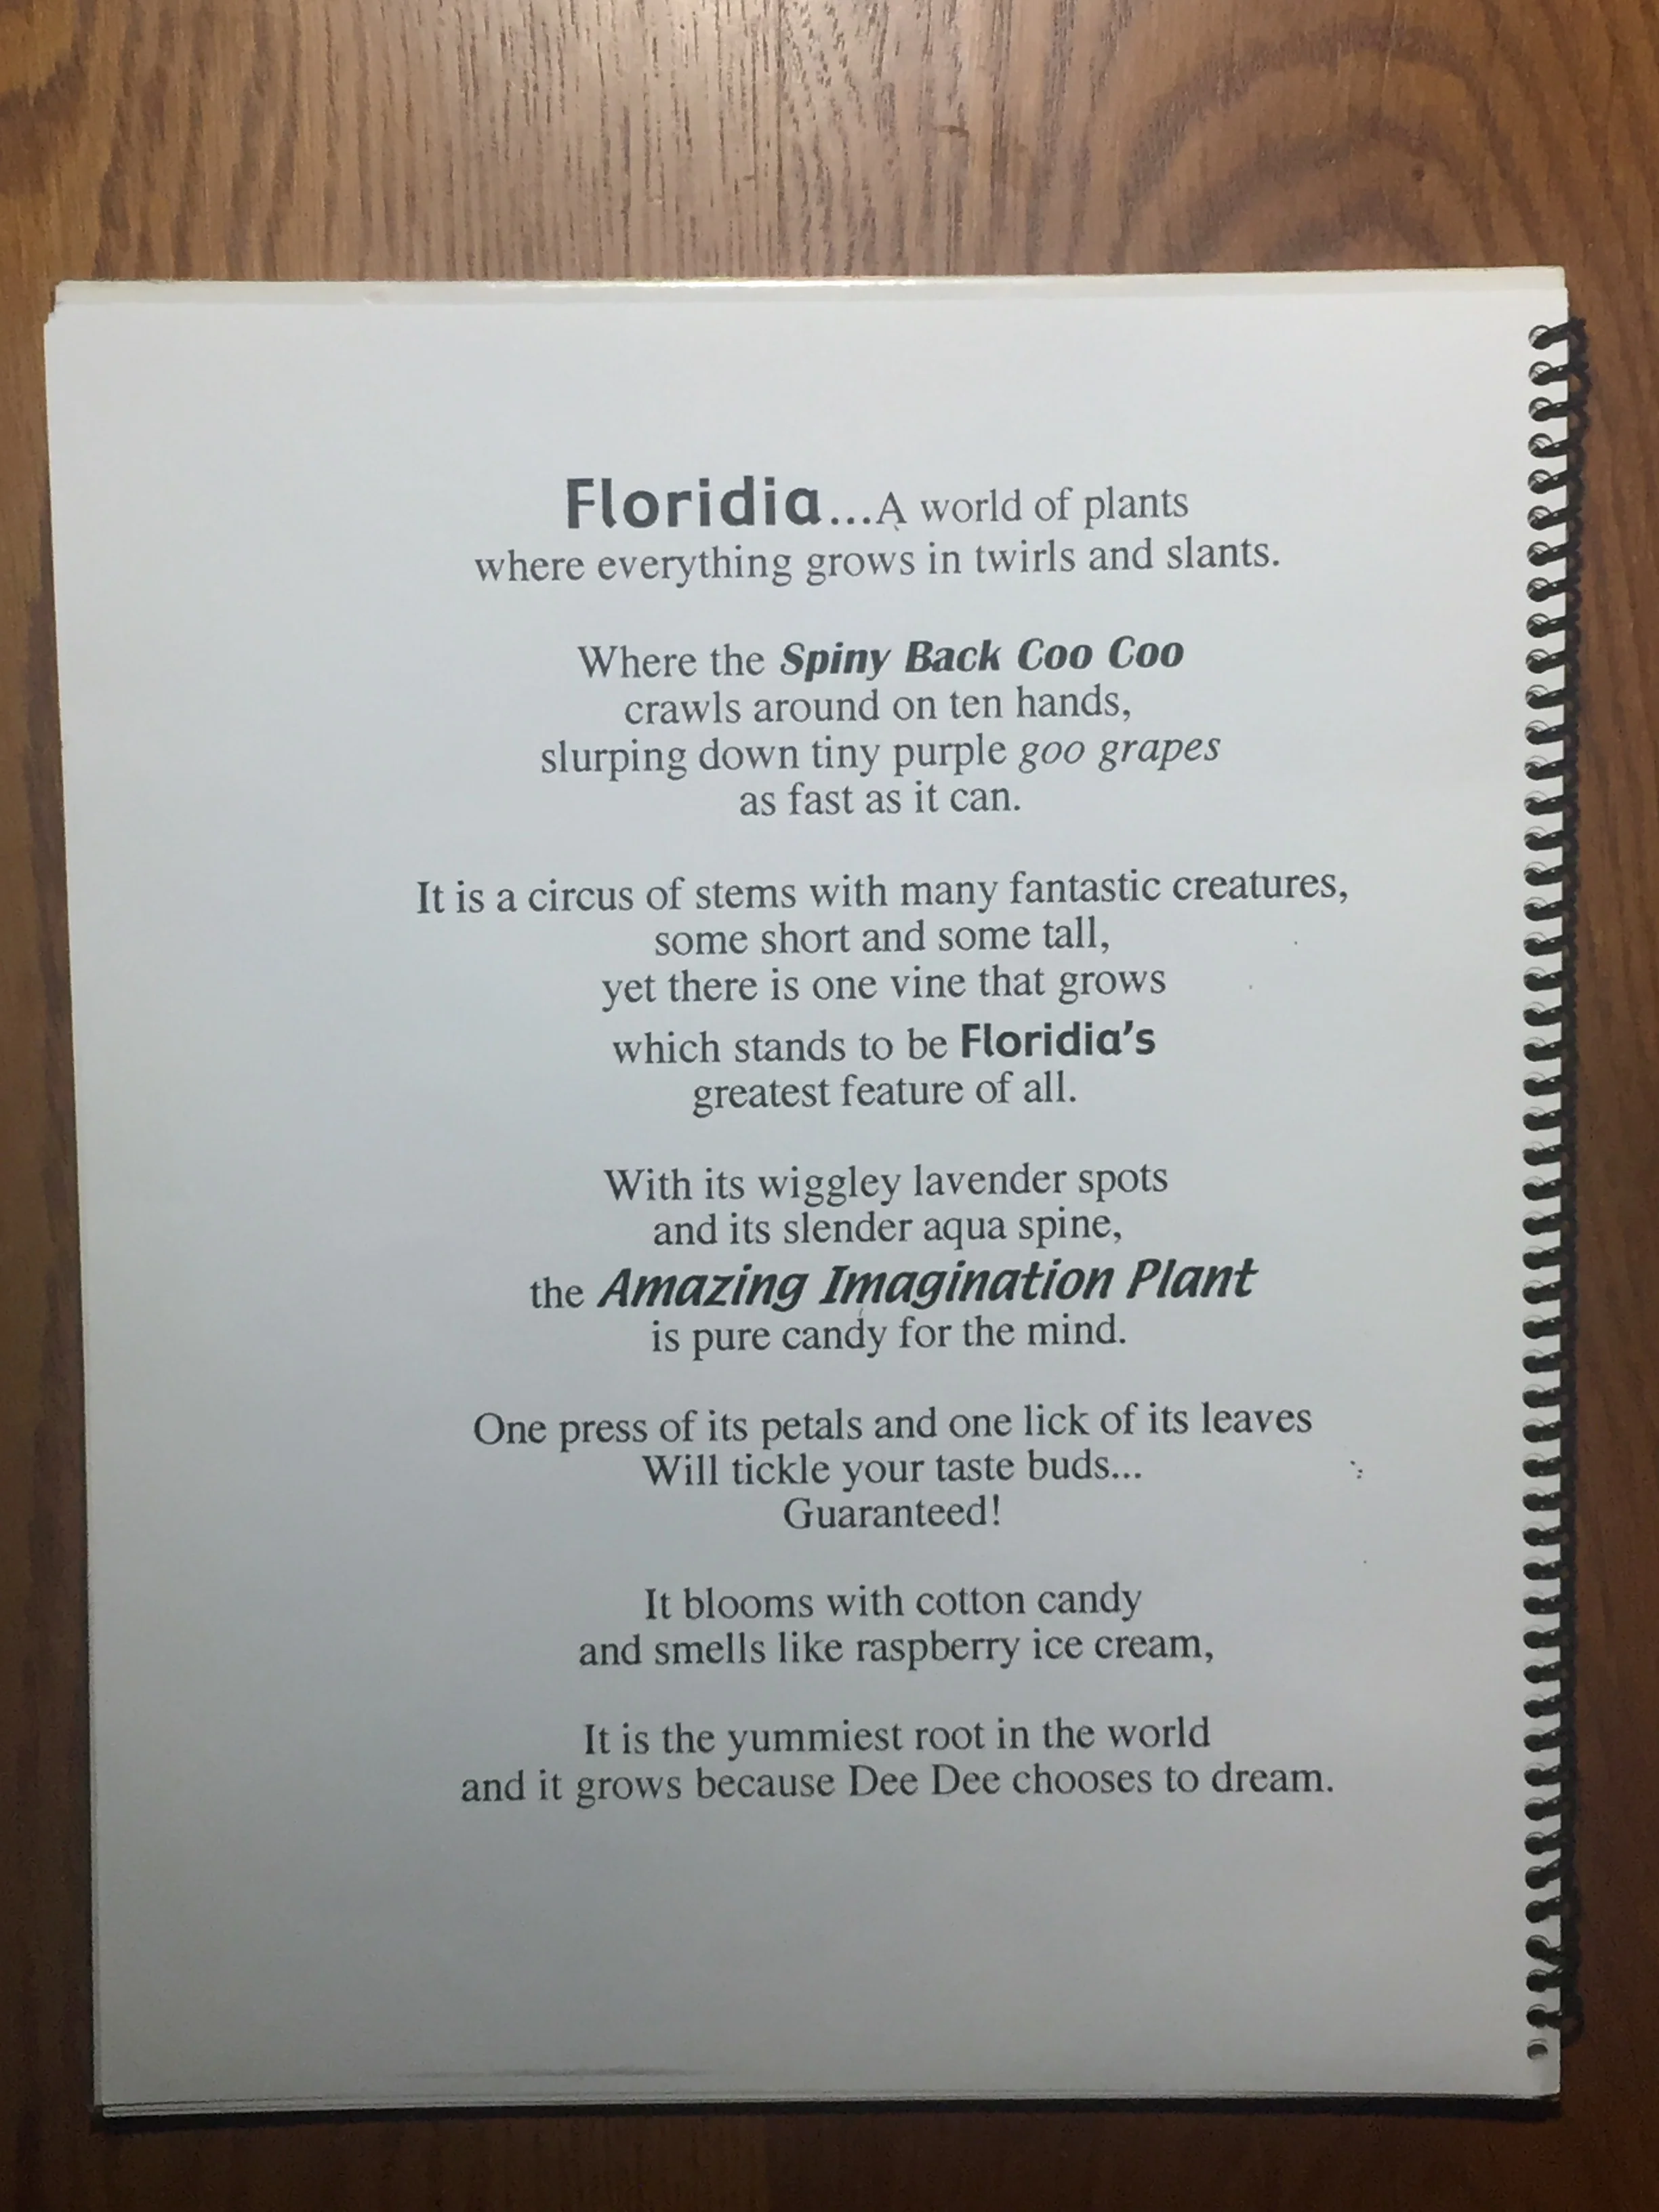 Floridia...A world of plants
where everything grows in twirls and slants.
Where the Spiny Back Coo Coo
crawls around on ten hands,
slurping down tiny purple goo grapes
as fast as it can.
It is a circus of stems with many fantastic creatures,
some short and some tall,
yet there is one vine that grows
which stands to be Floridia's
greatest feature of all.
With its wiggley lavender spots
and its slender aqua spine,
the Amazing Imagination Plant
is pure candy for the mind.
One press of its petals and one lick of its leaves
Will tickle your taste buds...
Guaranteed!
It blooms with cotton candy
and smells like raspberry ice cream,
It is the yummiest root in the world
and it grows because Dee Dee chooses to dream.